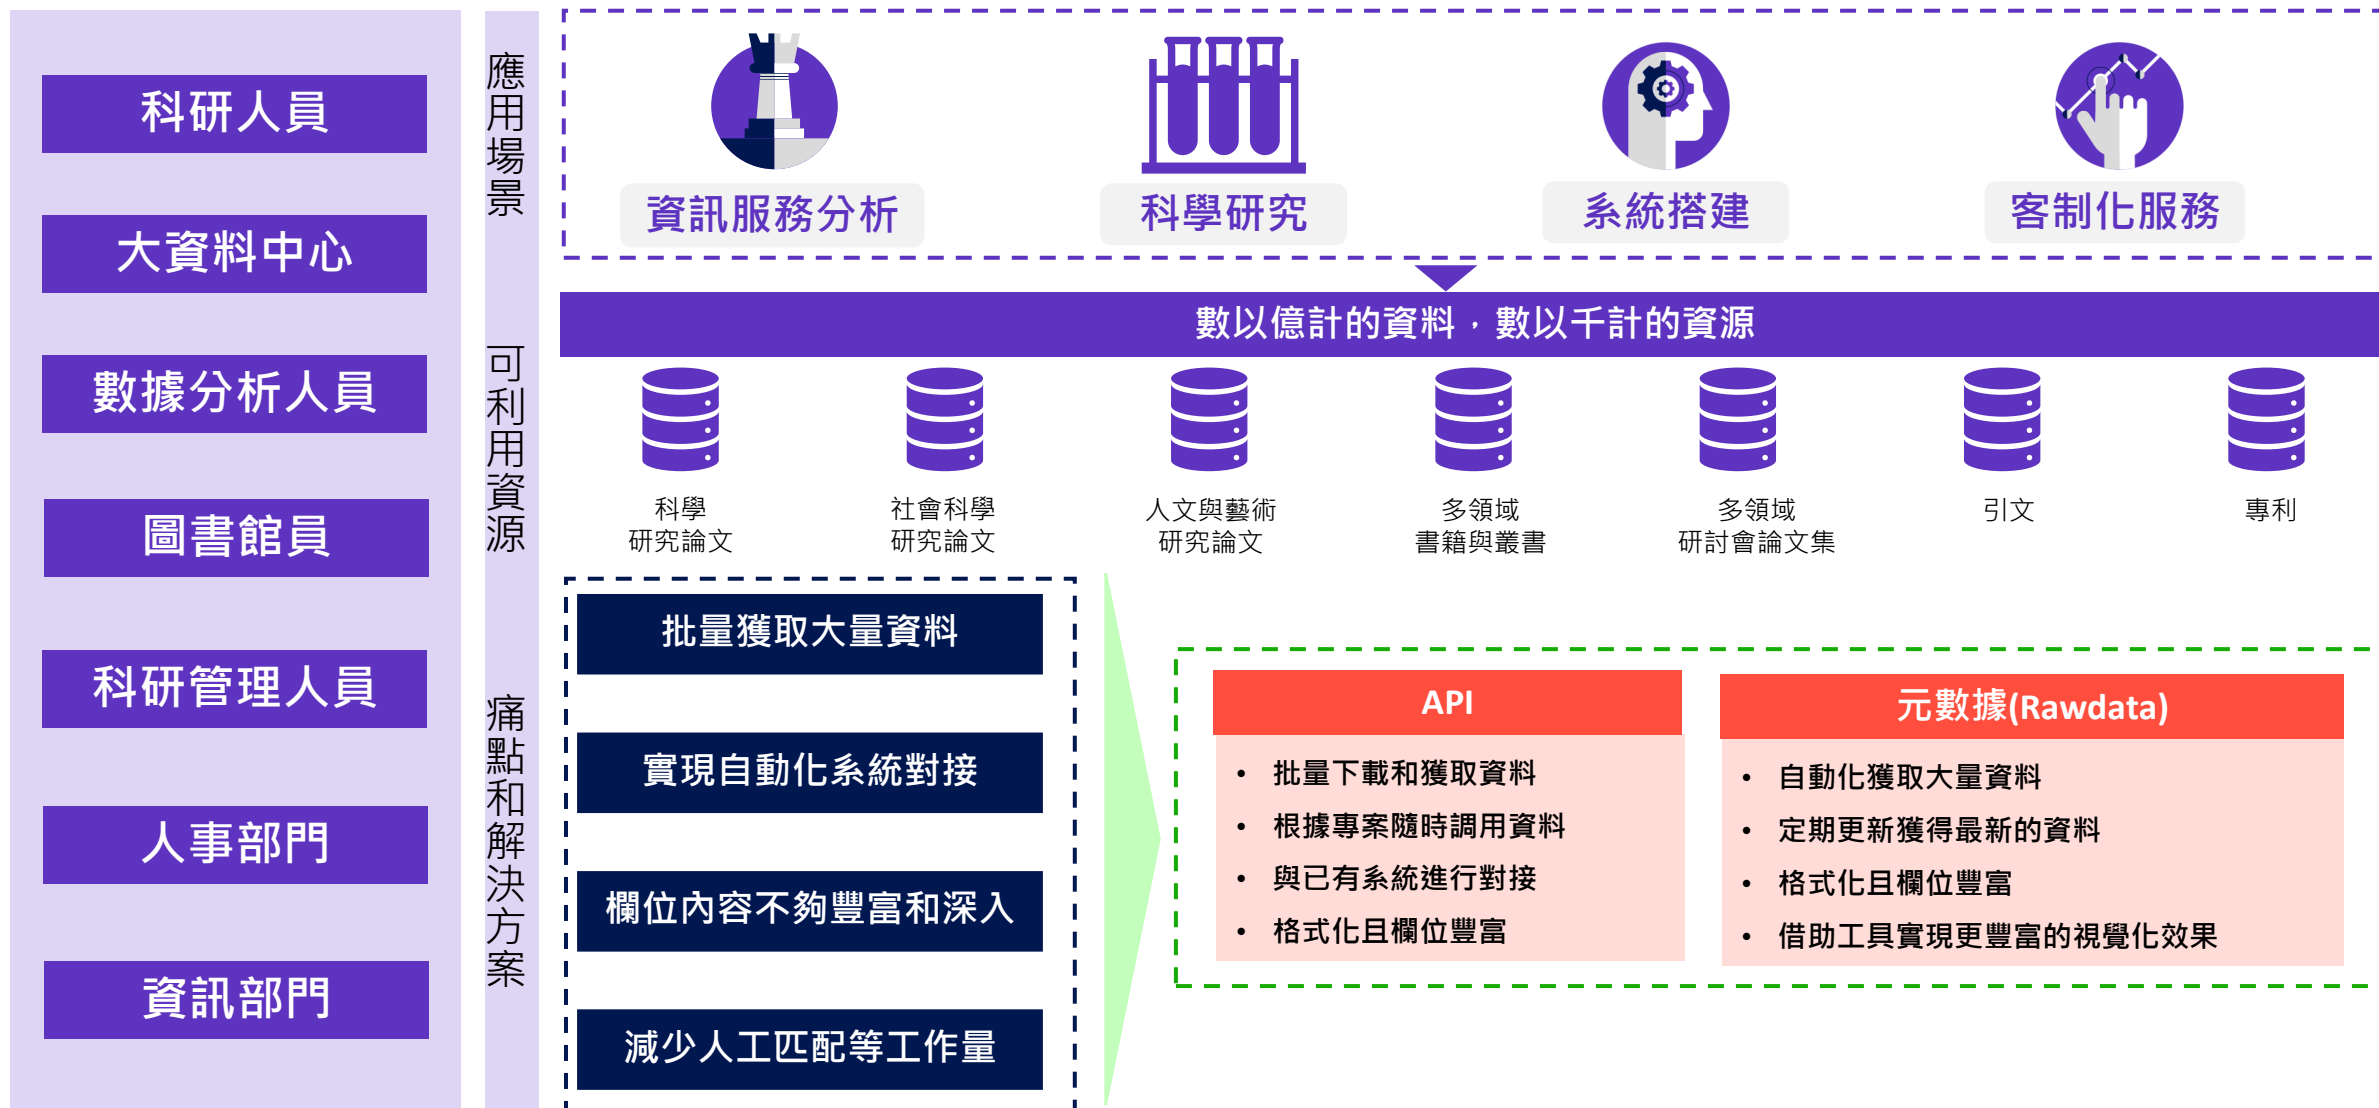 科研人員
大資料中心
數據分析人員
圖書館員
科研管理人員
人事部門
資訊部門
應用場景
可利用資源
痛點和解決方案
資訊服務分析
科學研究
系統搭建
客制化服務
數以億計的資料，數以千計的資源
科學
研究論文
社會科學
研究論文
人文與藝術
研究論文
多領域
書籍與叢書
多領域
研討會論文集
引文
專利
批量獲取大量資料
實現自動化系統對接
欄位內容不夠豐富和深入
減少人工匹配等工作量
API
• 批量下載和獲取資料
• 根據專案隨時調用資料
• 與已有系統進行對接
• 格式化且欄位豐富
元數據(Rawdata)
• 自動化獲取大量資料
• 定期更新獲得最新的資料
• 格式化且欄位豐富
• 借助工具實現更豐富的視覺化效果